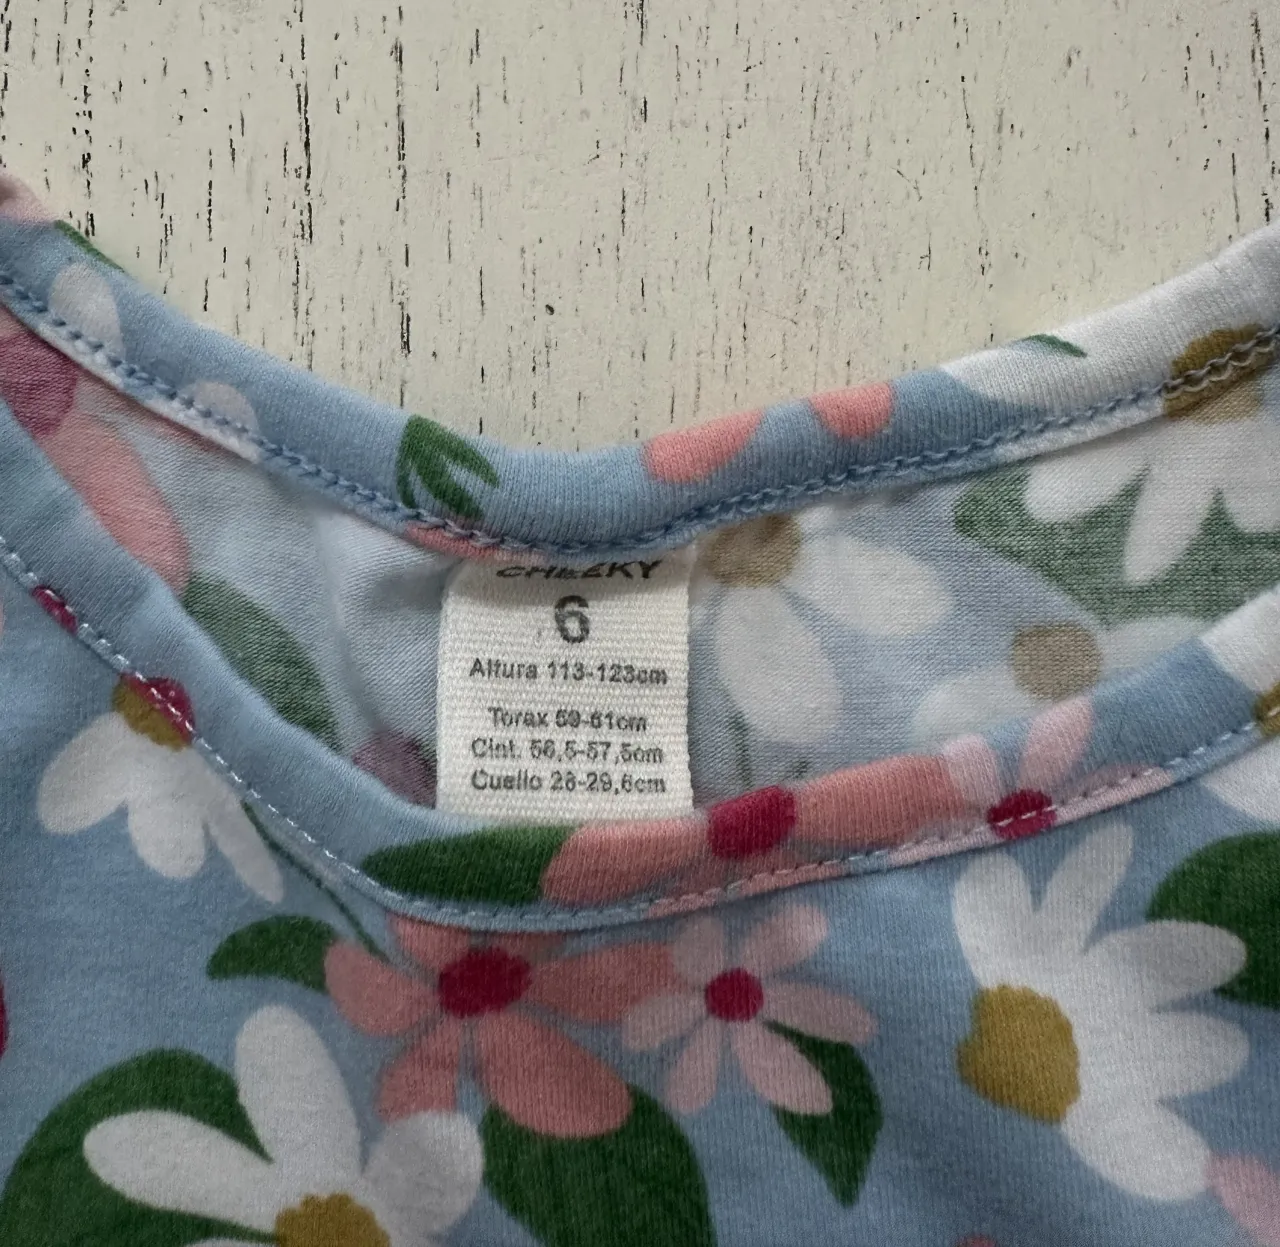 CHEEKY
6
Altura 113-123cm
Torax 59-61cm
Cint. 56,5-57,5cm
Cuello 28-29,6cm